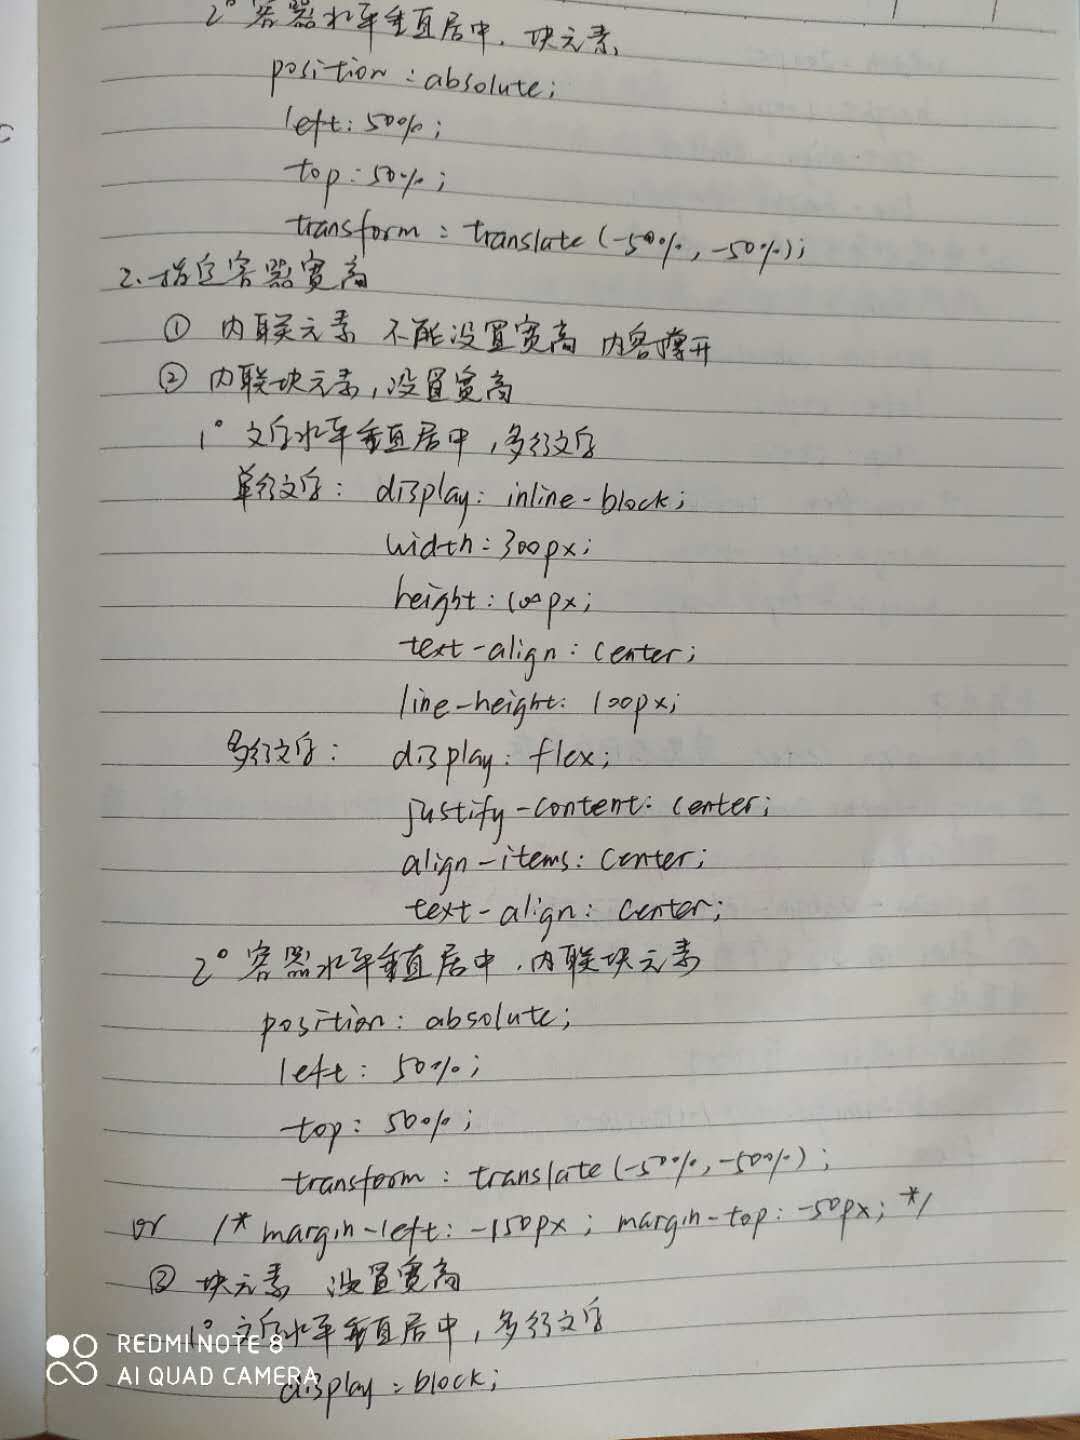 2° 容器水平垂直居中, 块元素
position: absolute;
left: 50%;
top: 50%;
transform: translate(-50%, -50%);
2. 指定容器宽高
① 内联元素 不能设置宽高 内容撑开
② 内联块元素, 设置宽高
1° 文字水平垂直居中, 多行文字
单行文字: display: inline-block;
width: 300px;
height: 100px;
text-align: center;
line-height: 100px;
多行文字: display: flex;
justify-content: center;
align-items: center;
text-align: center;
2° 容器水平垂直居中, 内联块元素
position: absolute;
left: 50%;
top: 50%;
transform: translate(-50%, -50%);
or /* margin-left: -150px; margin-top: -50px; */
③ 块元素 设置宽高
1° 文字水平垂直居中, 多行文字
display: block;
REDMI NOTE 8
AI QUAD CAMERA